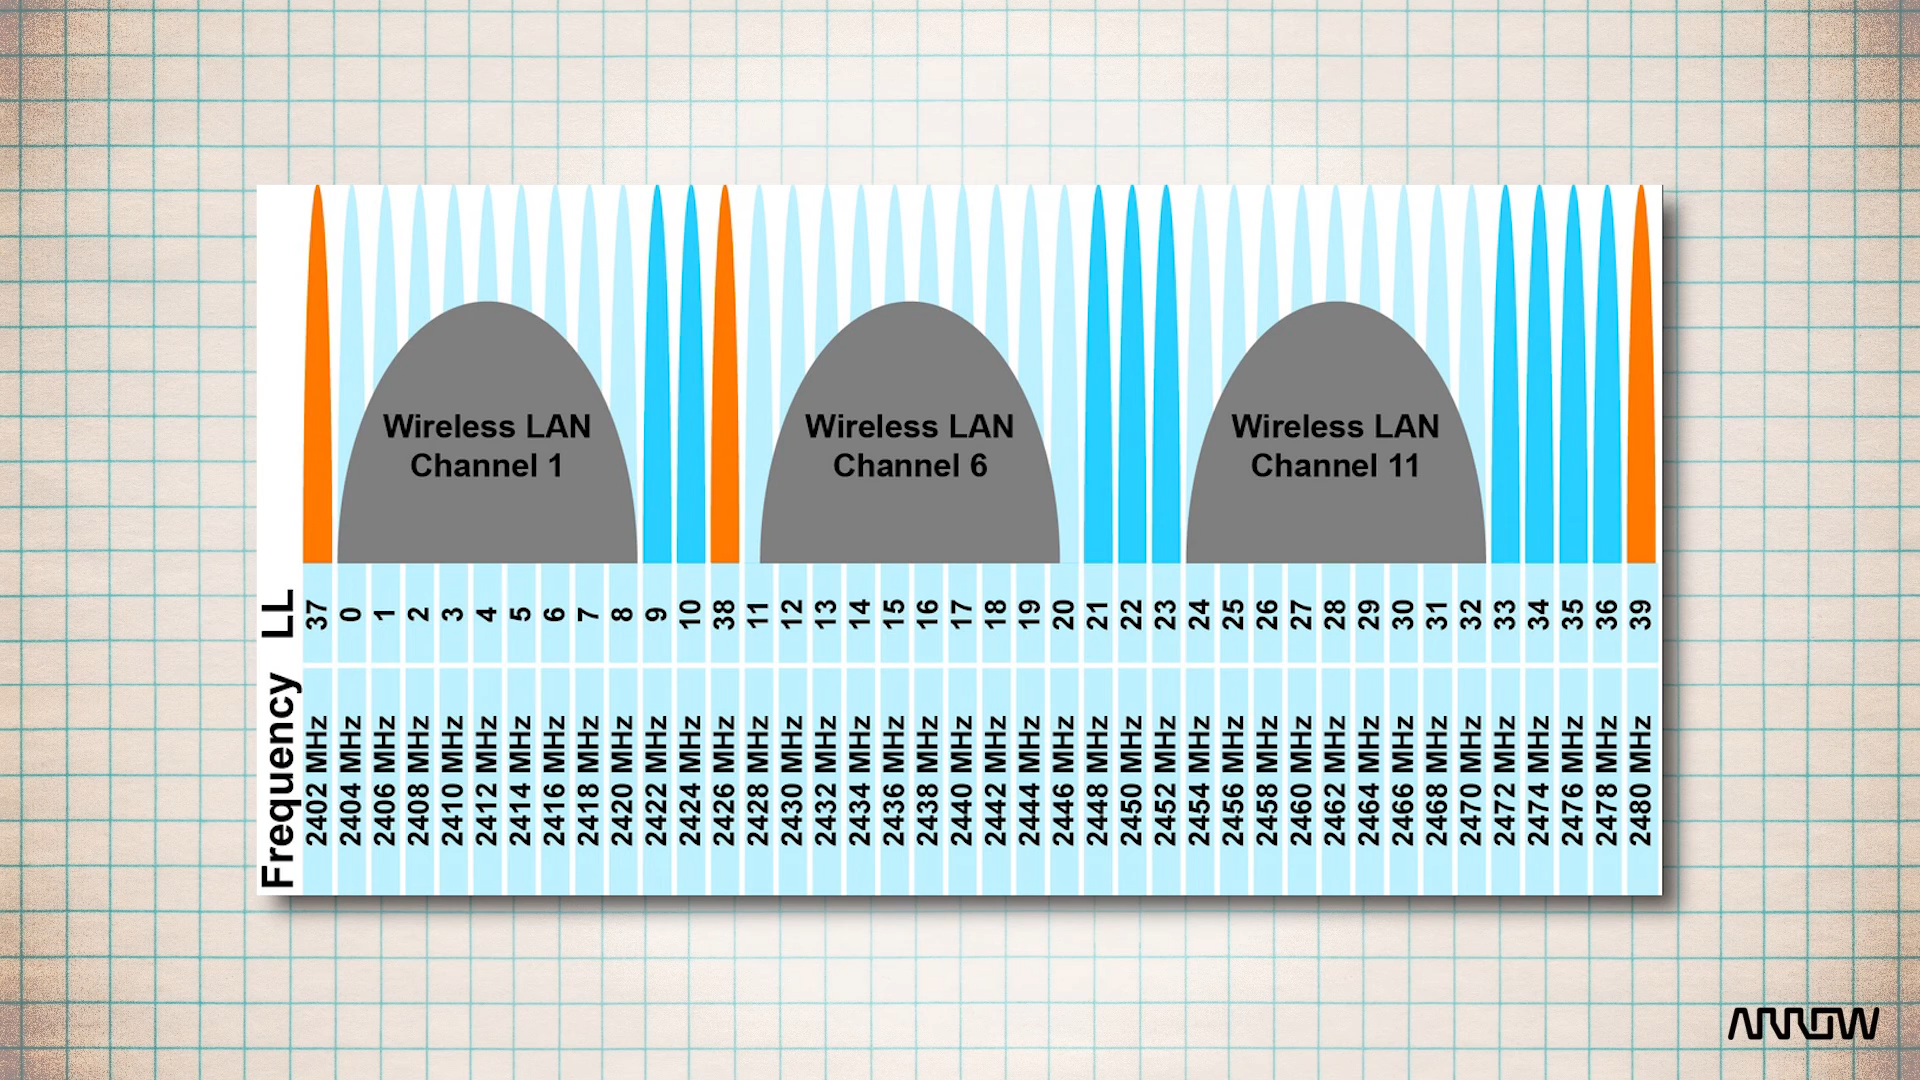 Wireless LAN
Channel 1
Wireless LAN
Channel 6
Wireless LAN
Channel 11
LL 37 0 1 2 3 4 5 6 7 8 9 10 38 11 12 13 14 15 16 17 18 19 20 21 22 23 24 25 26 27 28 29 30 31 32 33 34 35 36 39
Frequency 2402 MHz 2404 MHz 2406 MHz 2408 MHz 2410 MHz 2412 MHz 2414 MHz 2416 MHz 2418 MHz 2420 MHz 2422 MHz 2424 MHz 2426 MHz 2428 MHz 2430 MHz 2432 MHz 2434 MHz 2436 MHz 2438 MHz 2440 MHz 2442 MHz 2444 MHz 2446 MHz 2448 MHz 2450 MHz 2452 MHz 2454 MHz 2456 MHz 2458 MHz 2460 MHz 2462 MHz 2464 MHz 2466 MHz 2468 MHz 2470 MHz 2472 MHz 2474 MHz 2476 MHz 2478 MHz 2480 MHz
ARROW